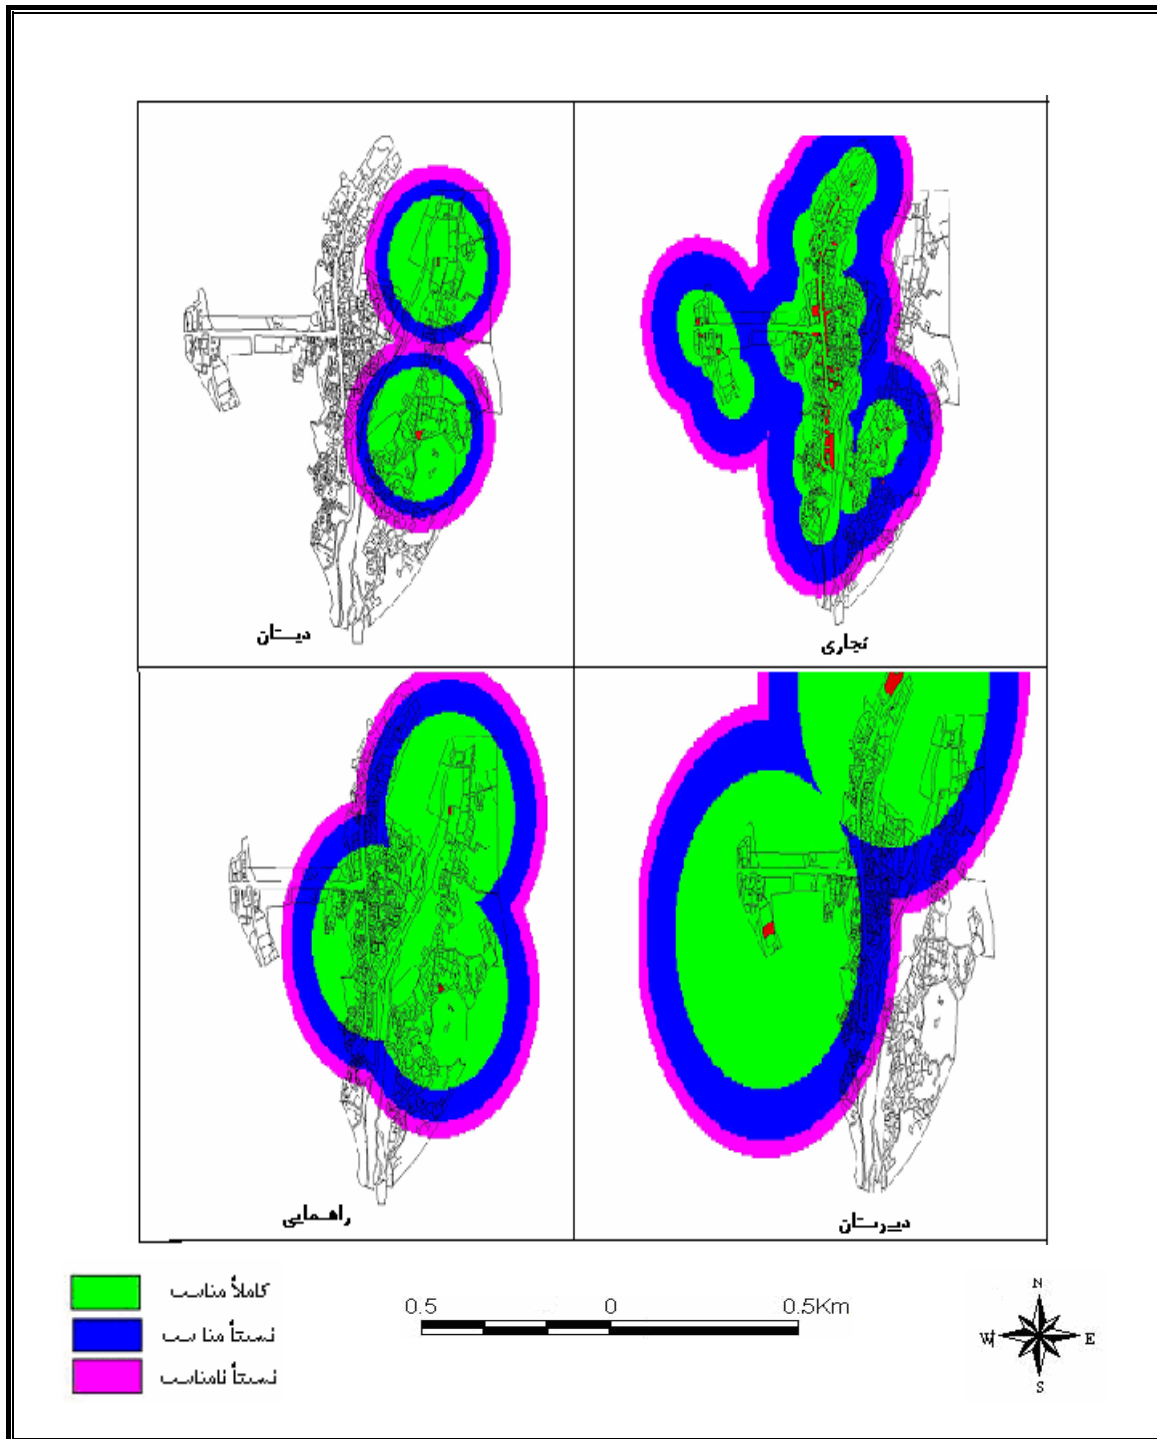 دبستان
تجاری
راهنمایی
دبیرستان
کاملاً مناسب
نسبتاً مناسب
نسبتاً نامناسب
0.5 0 0.5Km
N
W E
S